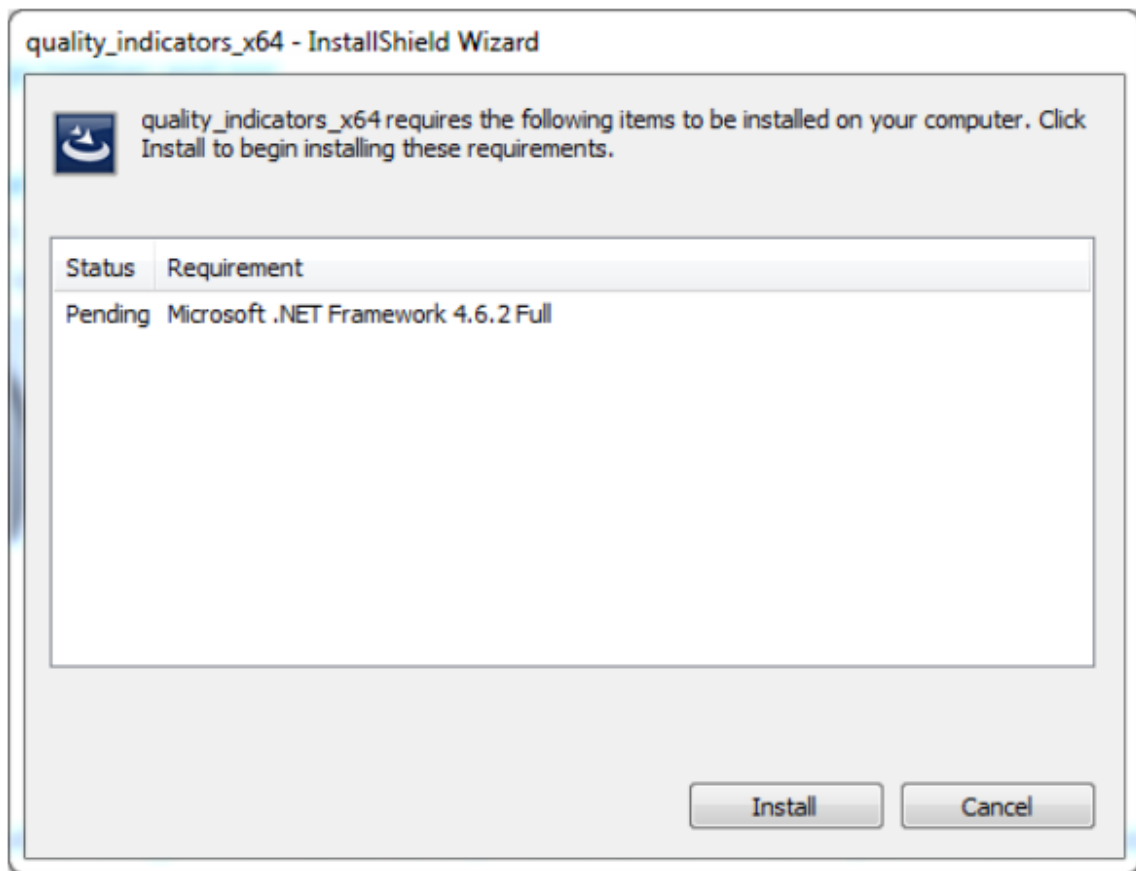 quality_indicators_x64 - InstallShield Wizard
quality_indicators_x64 requires the following items to be installed on your computer. Click
Install to begin installing these requirements.
Status Requirement
Pending Microsoft .NET Framework 4.6.2 Full
Install Cancel